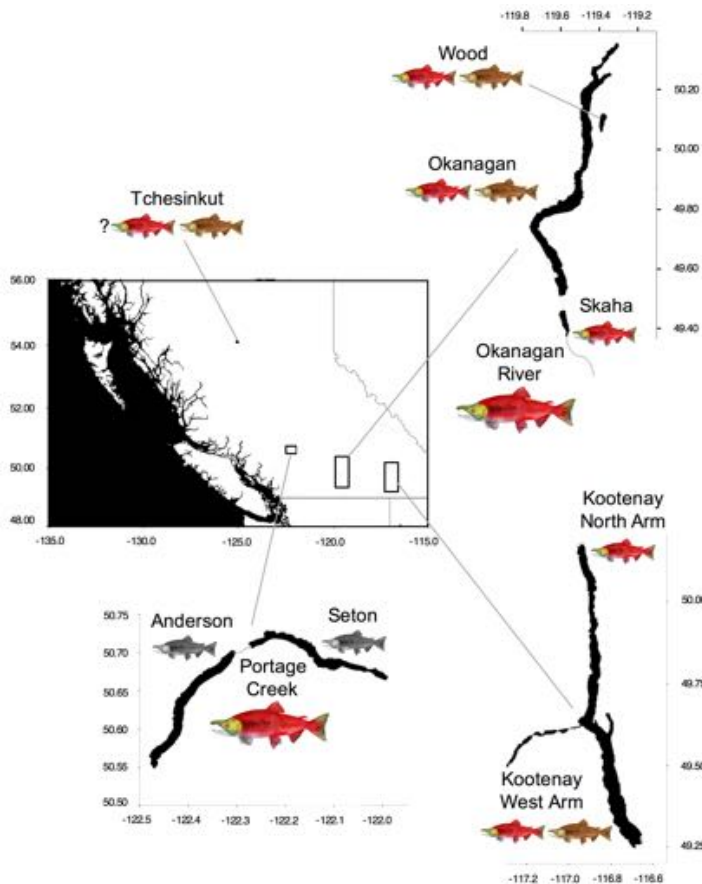 -119.8 -119.6 -119.4 -119.2
Wood
50.20
50.00
Okanagan
49.80
Tchesinkut
?
49.60
Skaha
49.40
Okanagan
River
56.00
54.00
52.00
50.00
48.00
-135.0 -130.0 -125.0 -120.0 -115.0
Kootenay
North Arm
50.00
50.75
Anderson
Seton
50.70
Portage
Creek
50.65
49.75
50.60
50.55
49.50
50.50
Kootenay
West Arm
-122.5 -122.4 -122.3 -122.2 -122.1 -122.0
49.25
-117.2 -117.0 -116.8 -116.6